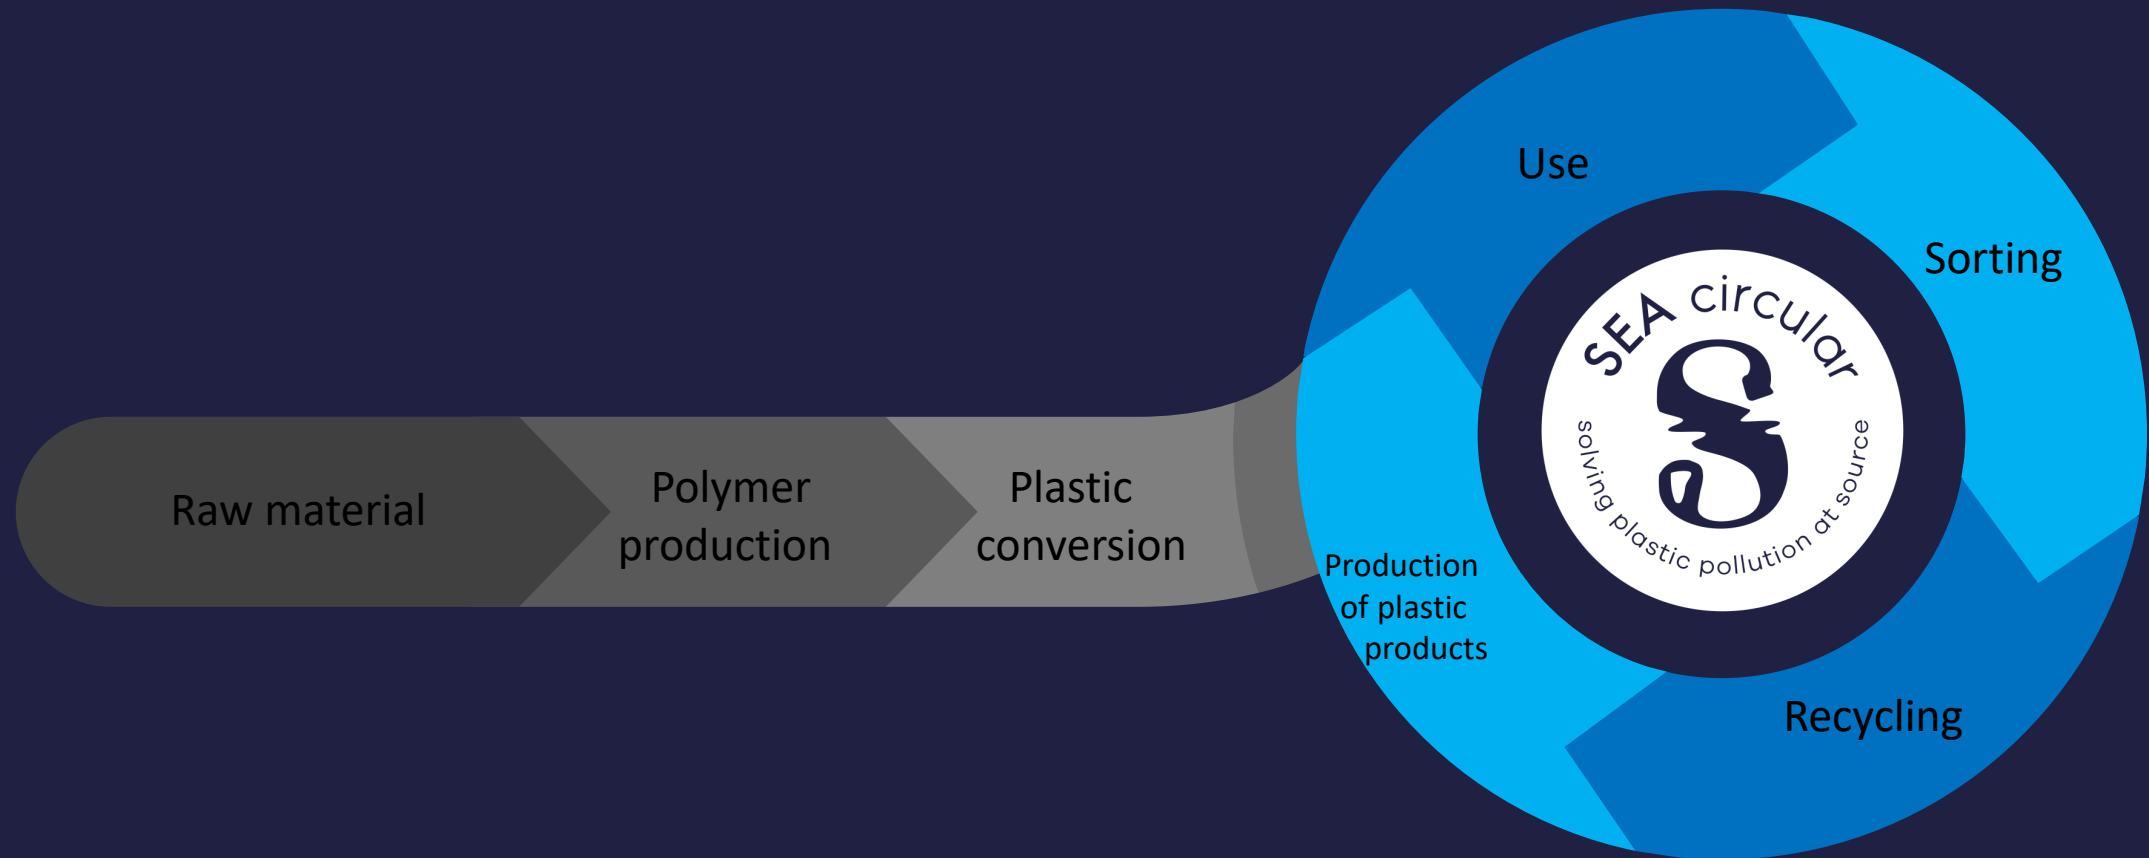 Raw material
Polymer
production
Plastic
conversion
Production
of plastic
products
Use
Sorting
Recycling
SEA circular
solving plastic pollution at source